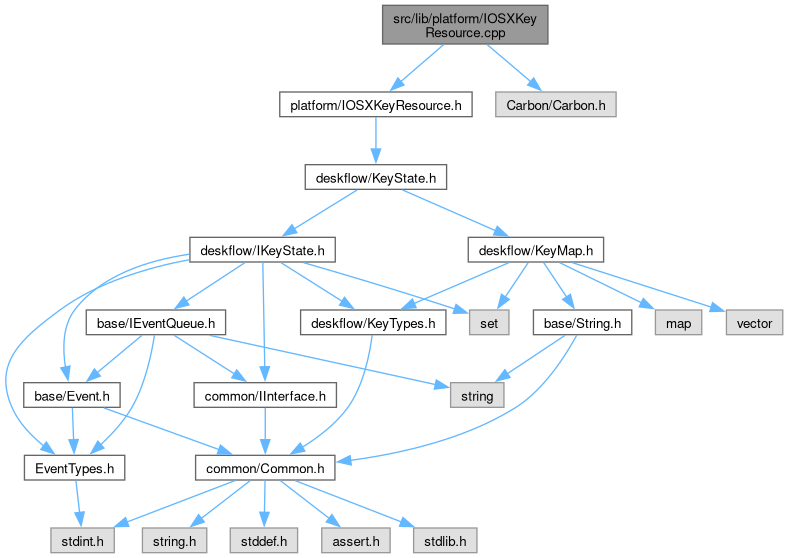 src/lib/platform/IOSXKey
Resource.cpp
platform/IOSXKeyResource.h
Carbon/Carbon.h
deskflow/KeyState.h
deskflow/IKeyState.h
deskflow/KeyMap.h
base/IEventQueue.h
deskflow/KeyTypes.h
set
base/String.h
map
vector
base/Event.h
common/IInterface.h
string
EventTypes.h
common/Common.h
stdint.h
string.h
stddef.h
assert.h
stdlib.h